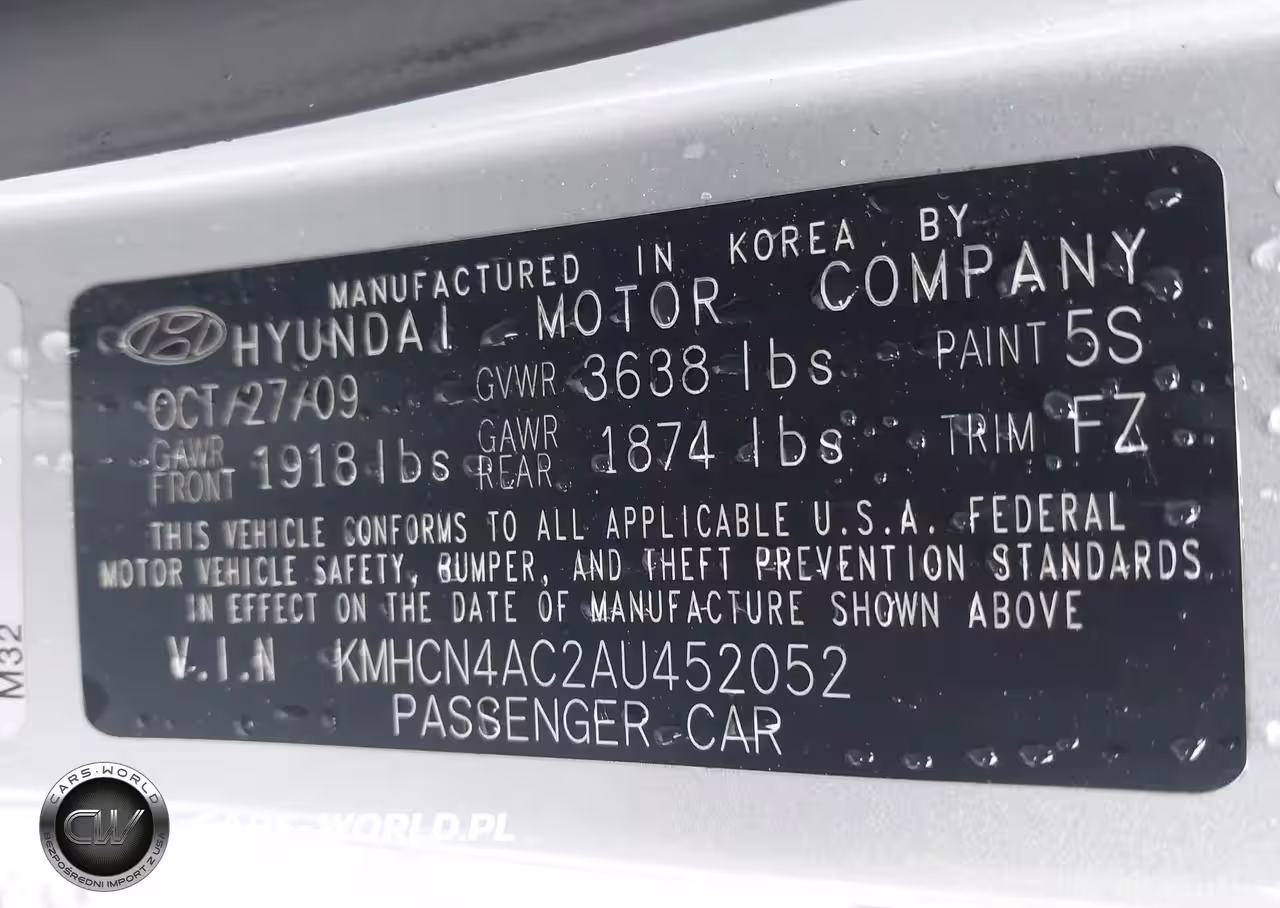 MANUFACTURED IN KOREA BY
HYUNDAI MOTOR COMPANY
OCT/27/09 GVWR 3638 lbs PAINT 5S
GAWR FRONT 1918 lbs GAWR REAR 1874 lbs TRIM FZ
THIS VEHICLE CONFORMS TO ALL APPLICABLE U.S.A. FEDERAL
MOTOR VEHICLE SAFETY, BUMPER, AND THEFT PREVENTION STANDARDS
IN EFFECT ON THE DATE OF MANUFACTURE SHOWN ABOVE
V.I.N KMHCN4AC2AU452052
PASSENGER CAR
M32
CARS-WORLD
CW
BEZPOŚREDNI IMPORT Z USA
CARS-WORLD.PL